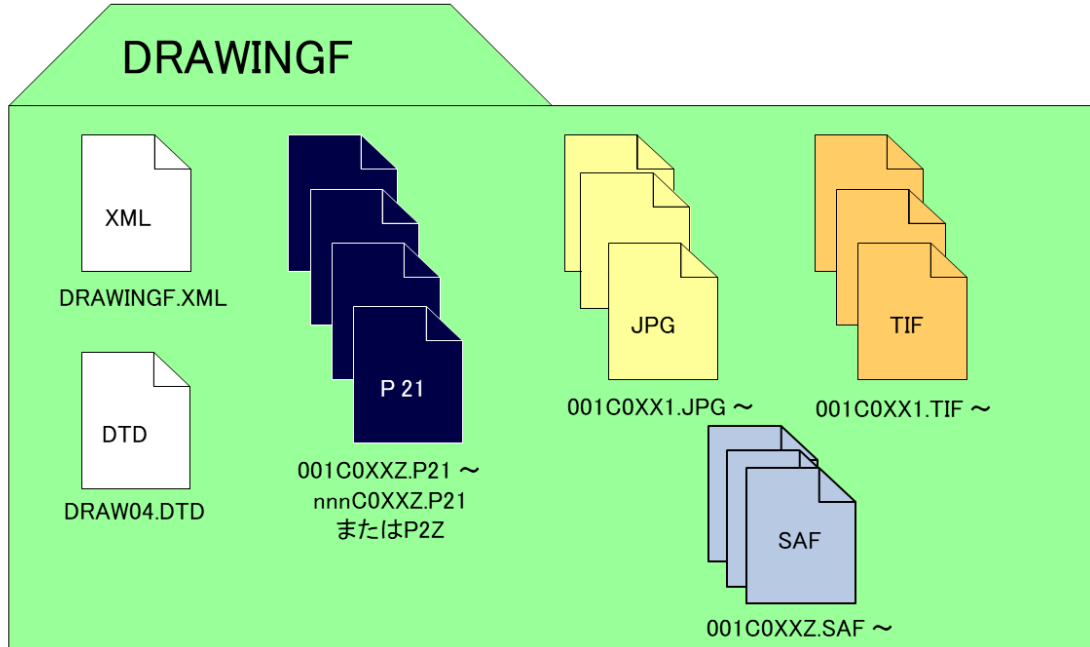 DRAWINGF
XML
DRAWINGF.XML
DTD
DRAW04.DTD
P 21
001C0XXZ.P21 ～
nnnC0XXZ.P21
またはP2Z
JPG
001C0XX1.JPG ～
TIF
001C0XX1.TIF ～
SAF
001C0XXZ.SAF ～